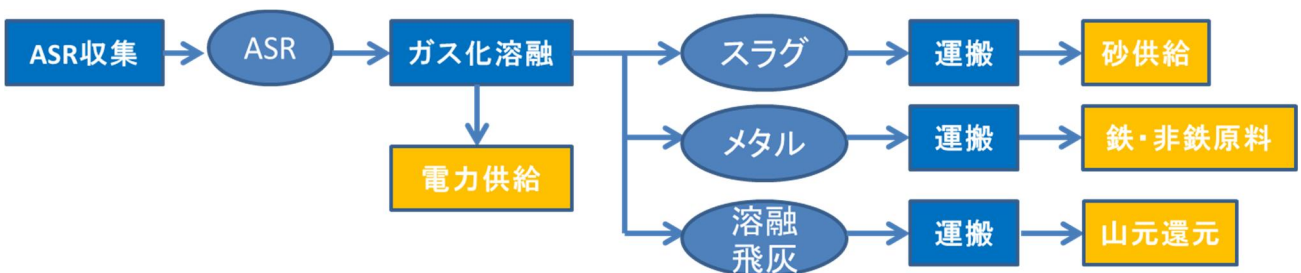 ASR収集
ASR
ガス化溶融
電力供給
スラグ
運搬
砂供給
メタル
運搬
鉄・非鉄原料
溶融
飛灰
運搬
山元還元